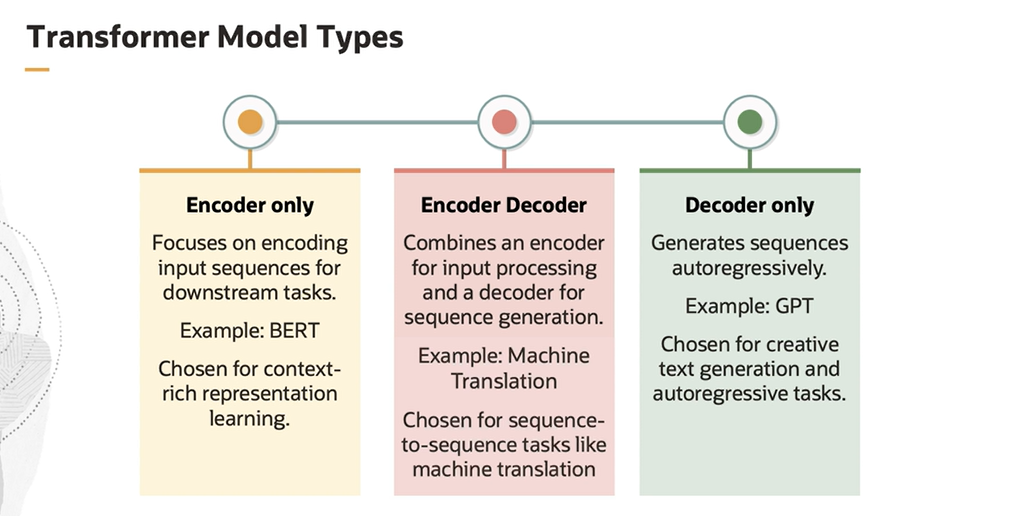 Transformer Model Types
Encoder only
Focuses on encoding
input sequences for
downstream tasks.
Example: BERT
Chosen for context-
rich representation
learning.
Encoder Decoder
Combines an encoder
for input processing
and a decoder for
sequence generation.
Example: Machine
Translation
Chosen for sequence-
to-sequence tasks like
machine translation
Decoder only
Generates sequences
autoregressively.
Example: GPT
Chosen for creative
text generation and
autoregressive tasks.